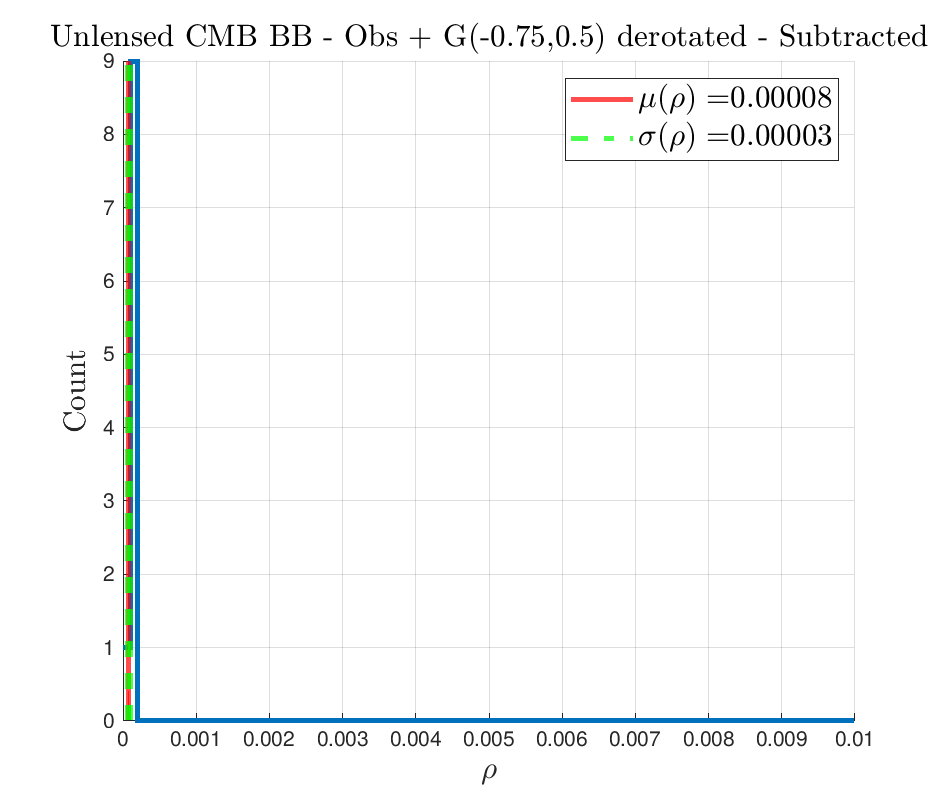 Unlensed CMB BB - Obs + G(-0.75,0.5) derotated - Subtracted
μ(ρ) =0.00008
σ(ρ) =0.00003
Count
9
8
7
6
5
4
3
2
1
0
0 0.001 0.002 0.003 0.004 0.005 0.006 0.007 0.008 0.009 0.01
ρ